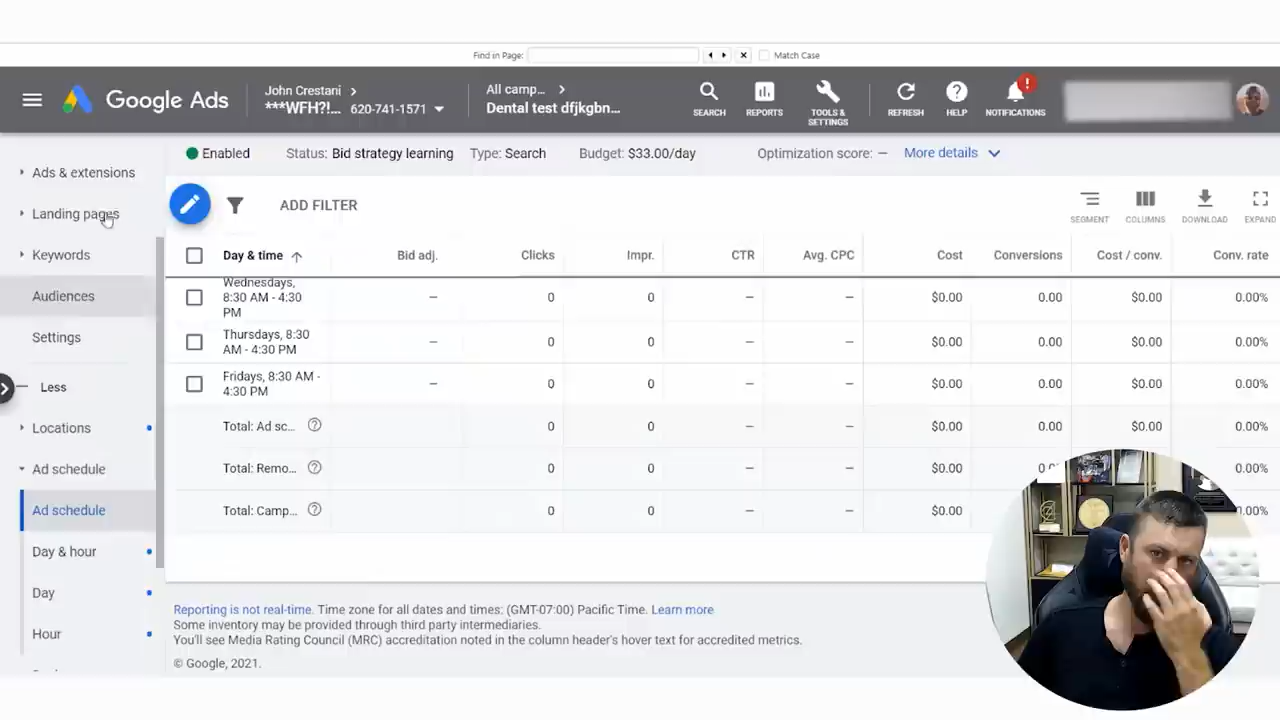 Find in Page:
Match Case
Google Ads
John Crestani
***WFH?!... 620-741-1571
All camp...
Dental test dfjkgbn...
SEARCH
REPORTS
TOOLS &
SETTINGS
REFRESH
HELP
!
NOTIFICATIONS
Enabled
Status: Bid strategy learning
Type: Search
Budget: $33.00/day
Optimization score: —
More details
Ads & extensions
Landing pages
Keywords
Audiences
Settings
Less
Locations
Ad schedule
Ad schedule
Day & hour
Day
Hour
ADD FILTER
SEGMENT
COLUMNS
DOWNLOAD
EXPAND
Day & time Bid adj. Clicks Impr. CTR Avg. CPC Cost Conversions Cost / conv. Conv. rate
Wednesdays,
8:30 AM - 4:30
PM
— 0 0 — — $0.00 0.00 $0.00 0.00%
Thursdays, 8:30
AM - 4:30 PM
— 0 0 — — $0.00 0.00 $0.00 0.00%
Fridays, 8:30 AM -
4:30 PM
— 0 0 — — $0.00 0.00 $0.00 0.00%
Total: Ad sc... ? 0 0 — — $0.00 0.00 $0.00 0.00%
Total: Remo... ? 0 0 — — $0.00 $0.00 0.00%
Total: Camp... ? 0 0 — — $0.00
Reporting is not real-time. Time zone for all dates and times: (GMT-07:00) Pacific Time. Learn more
Some inventory may be provided through third party intermediaries.
You'll see Media Rating Council (MRC) accreditation noted in the column header's hover text for accredited metrics.
© Google, 2021.